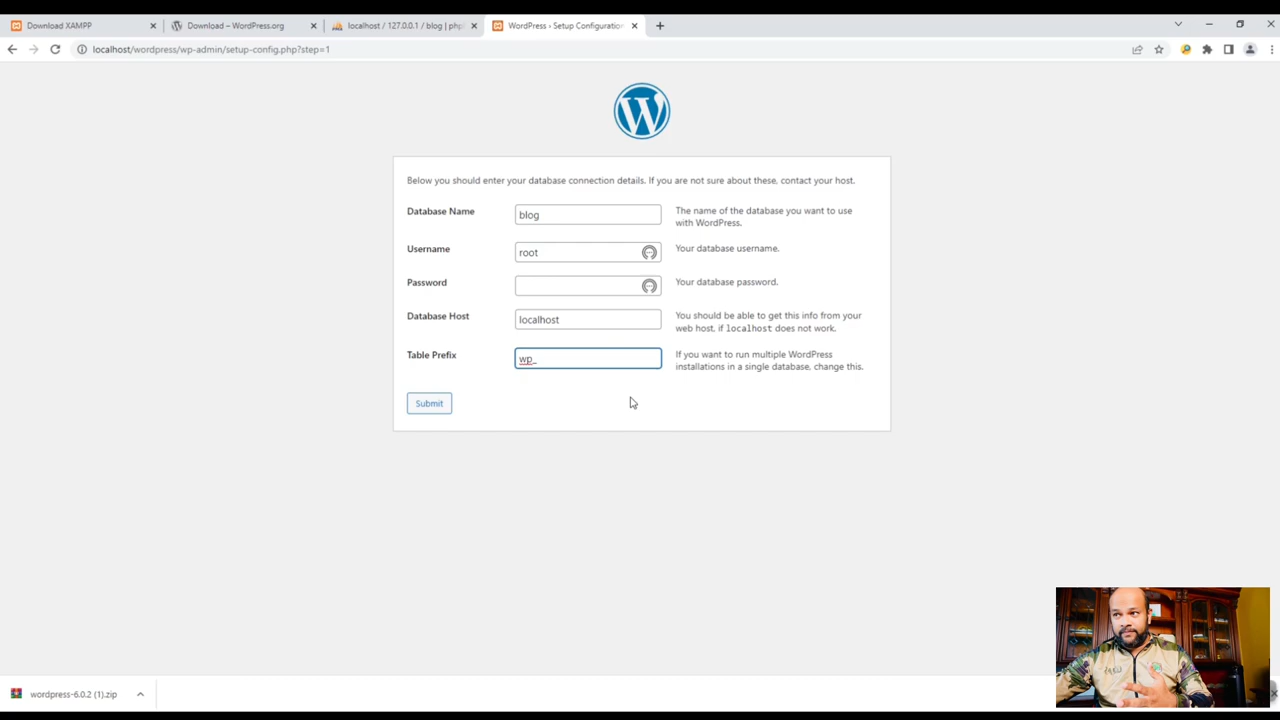 Download XAMPP
Download – WordPress.org
localhost / 127.0.0.1 / blog | php
WordPress › Setup Configuration
localhost/wordpress/wp-admin/setup-config.php?step=1
Below you should enter your database connection details. If you are not sure about these, contact your host.
Database Name
blog
The name of the database you want to use
with WordPress.
Username
root
Your database username.
Password
Your database password.
Database Host
localhost
You should be able to get this info from your
web host, if localhost does not work.
Table Prefix
wp_
If you want to run multiple WordPress
installations in a single database, change this.
Submit
wordpress-6.0.2 (1).zip